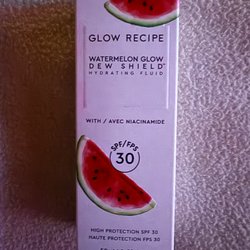 GLOW RECIPE
WATERMELON GLOW
DEW SHIELD™
HYDRATING FLUID
WITH / AVEC NIACINAMIDE
SPF/FPS
30
HIGH PROTECTION SPF 30
HAUTE PROTECTION FPS 30